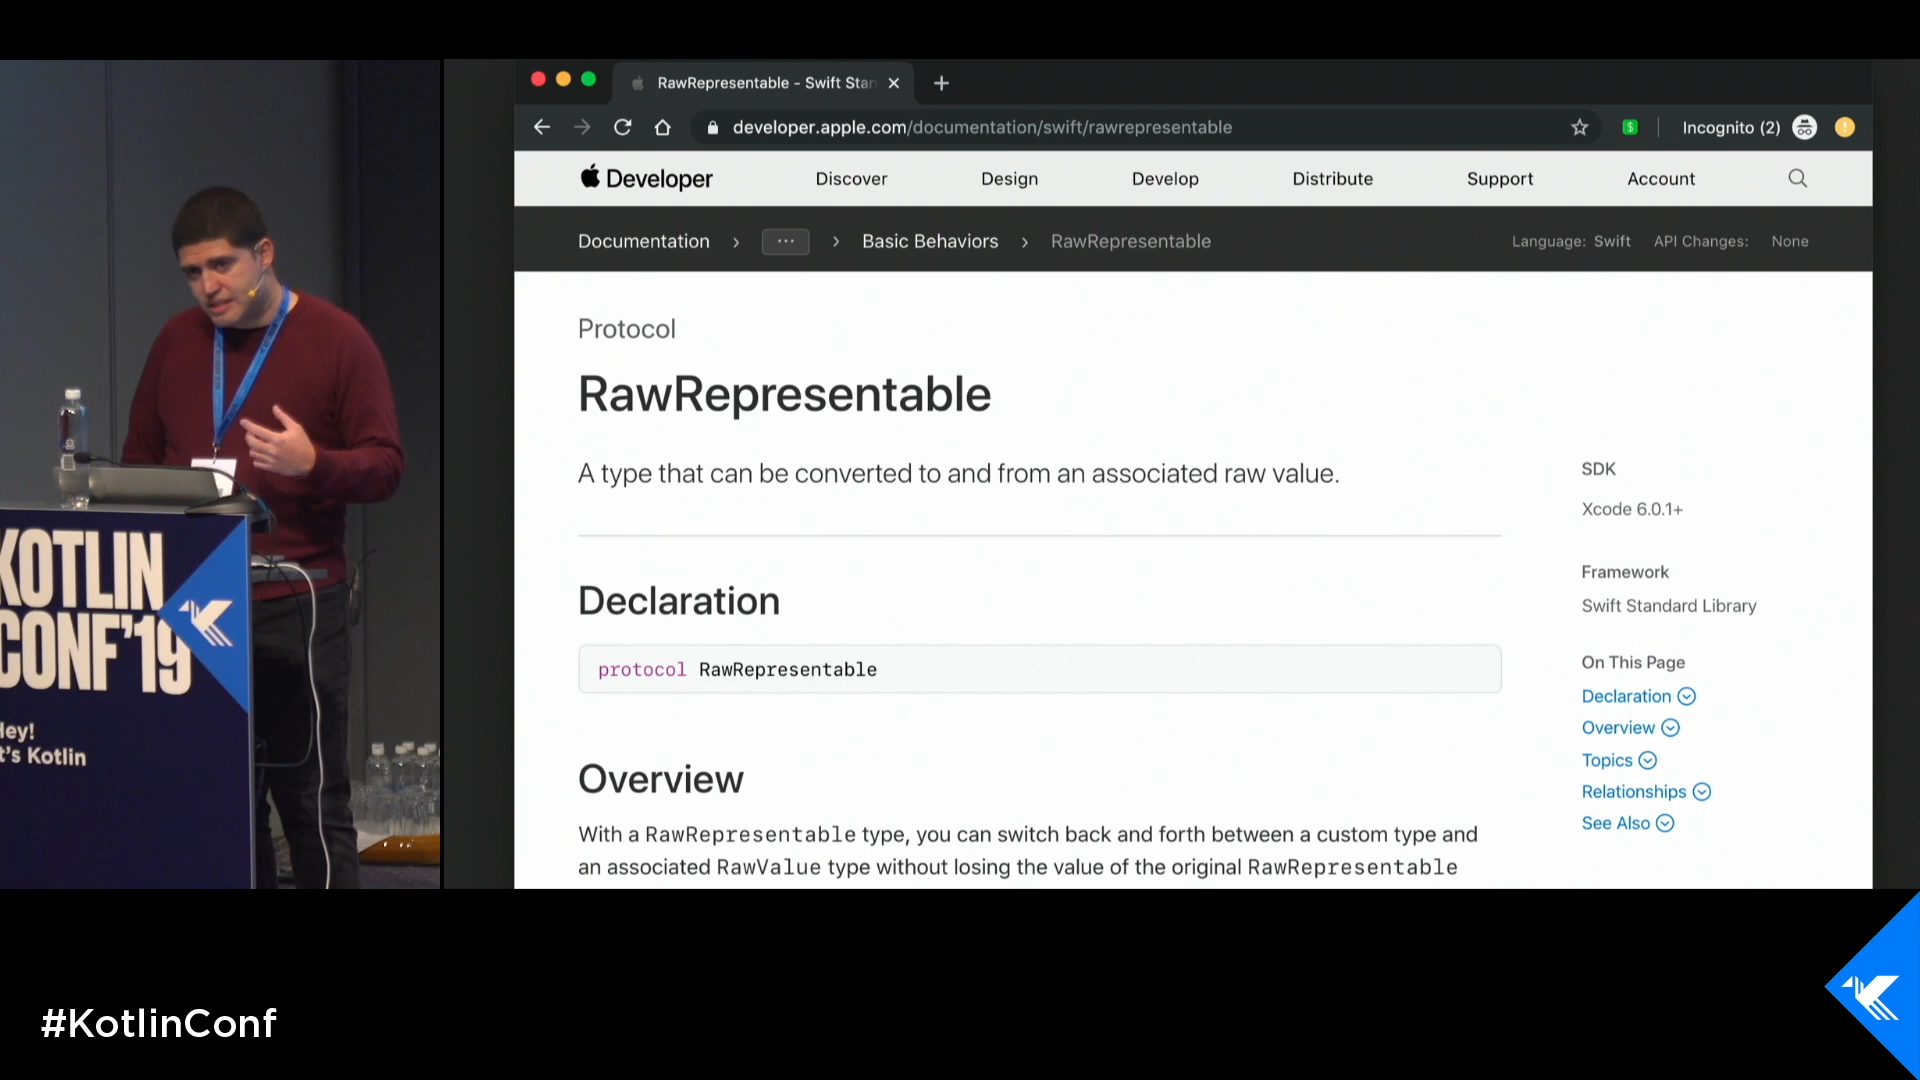 KOTLIN
CONF'19
Hey!
t's Kotlin
RawRepresentable - Swift Stan
developer.apple.com/documentation/swift/rawrepresentable
Incognito (2)
Developer
Discover
Design
Develop
Distribute
Support
Account
Documentation › ··· › Basic Behaviors › RawRepresentable
Language: Swift
API Changes: None
Protocol
RawRepresentable
A type that can be converted to and from an associated raw value.
Declaration
protocol RawRepresentable
Overview
With a RawRepresentable type, you can switch back and forth between a custom type and
an associated RawValue type without losing the value of the original RawRepresentable
SDK
Xcode 6.0.1+
Framework
Swift Standard Library
On This Page
Declaration
Overview
Topics
Relationships
See Also
#KotlinConf